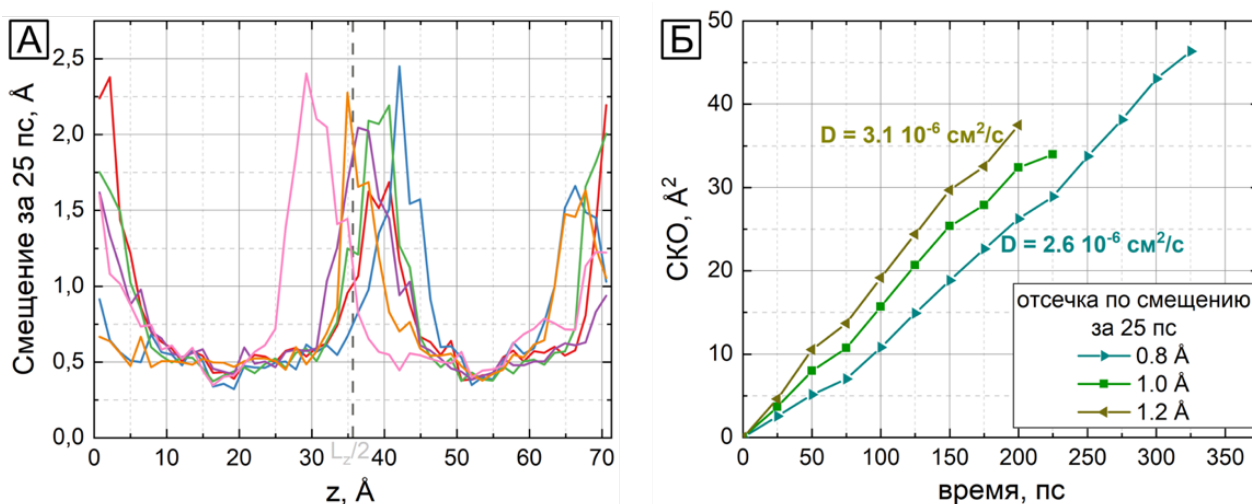 А
Смещение за 25 пс, Å
2,5
2,0
1,5
1,0
0,5
0,0
0 10 20 30 40 50 60 70
L_z/2
z, Å
Б
СКО, Å²
50
40
30
20
10
0
D = 3.1 10⁻⁶ см²/с
D = 2.6 10⁻⁶ см²/с
отсечка по смещению
за 25 пс
0.8 Å
1.0 Å
1.2 Å
0 50 100 150 200 250 300 350
время, пс